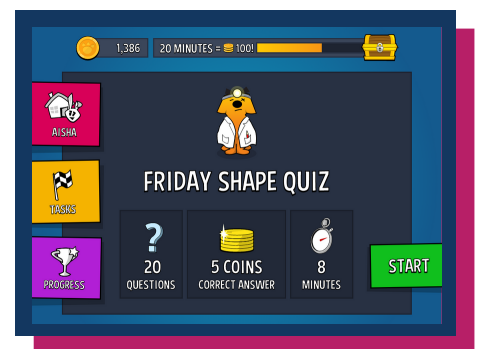 1,386
20 MINUTES = 100!
AISHA
TASKS
PROGRESS
FRIDAY SHAPE QUIZ
?
20
QUESTIONS
5 COINS
CORRECT ANSWER
8
MINUTES
START